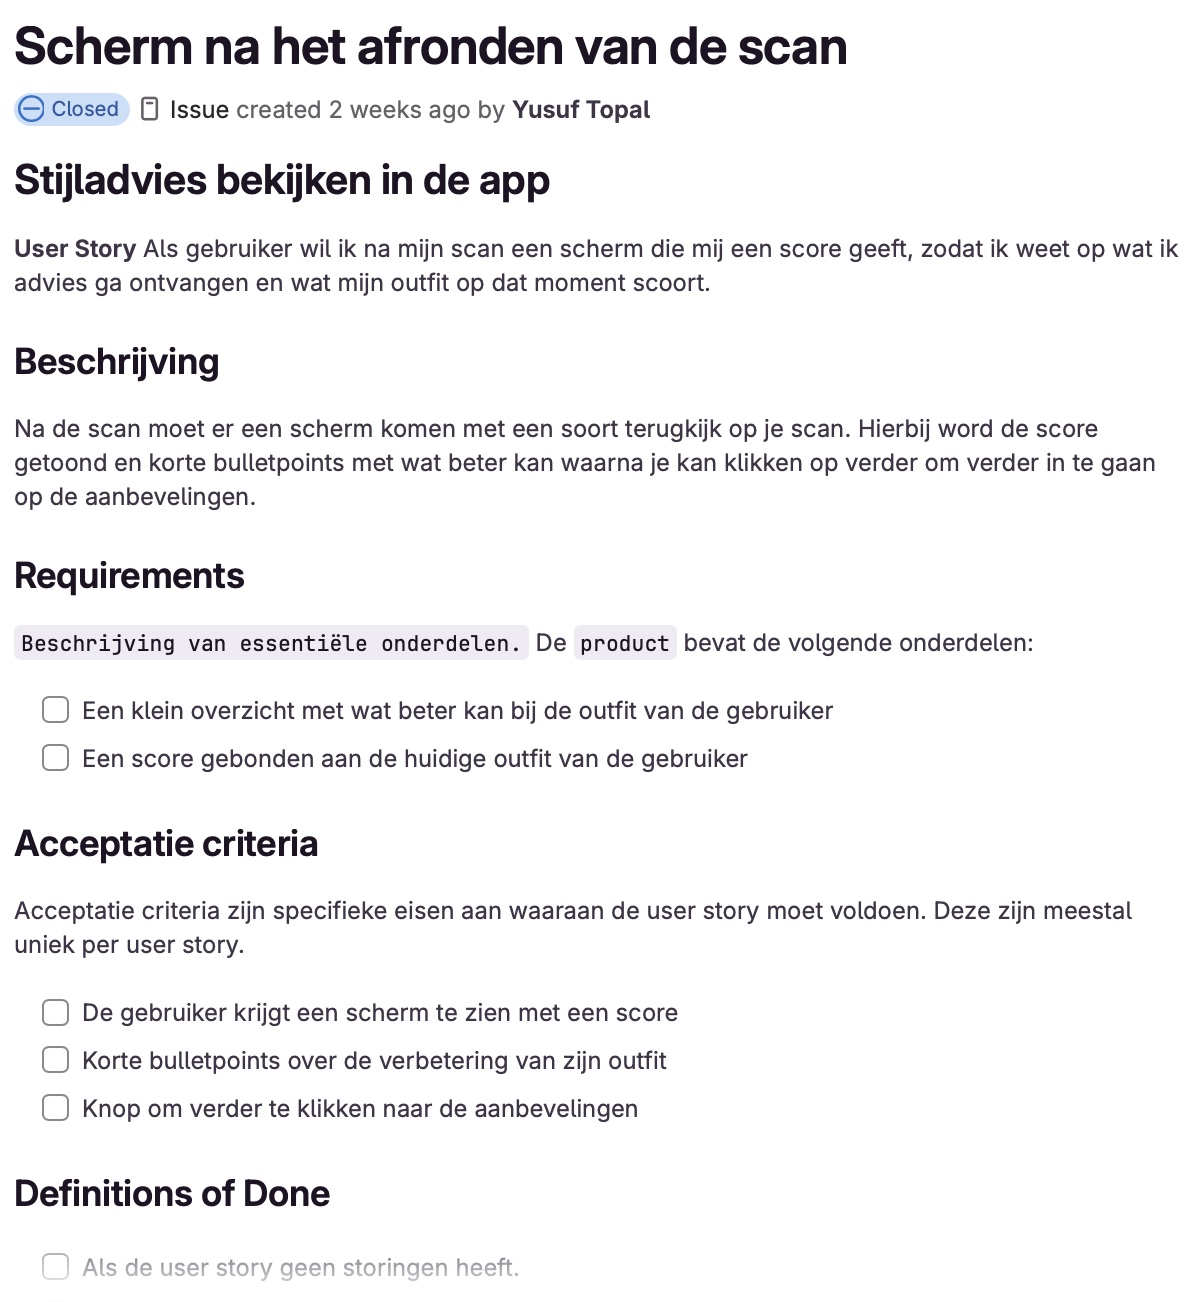 Scherm na het afronden van de scan
Closed Issue created 2 weeks ago by Yusuf Topal
Stijladvies bekijken in de app
User Story Als gebruiker wil ik na mijn scan een scherm die mij een score geeft, zodat ik weet op wat ik
advies ga ontvangen en wat mijn outfit op dat moment scoort.
Beschrijving
Na de scan moet er een scherm komen met een soort terugkijk op je scan. Hierbij word de score
getoond en korte bulletpoints met wat beter kan waarna je kan klikken op verder om verder in te gaan
op de aanbevelingen.
Requirements
Beschrijving van essentiële onderdelen. De product bevat de volgende onderdelen:
Een klein overzicht met wat beter kan bij de outfit van de gebruiker
Een score gebonden aan de huidige outfit van de gebruiker
Acceptatie criteria
Acceptatie criteria zijn specifieke eisen aan waaraan de user story moet voldoen. Deze zijn meestal
uniek per user story.
De gebruiker krijgt een scherm te zien met een score
Korte bulletpoints over de verbetering van zijn outfit
Knop om verder te klikken naar de aanbevelingen
Definitions of Done
Als de user story geen storingen heeft.